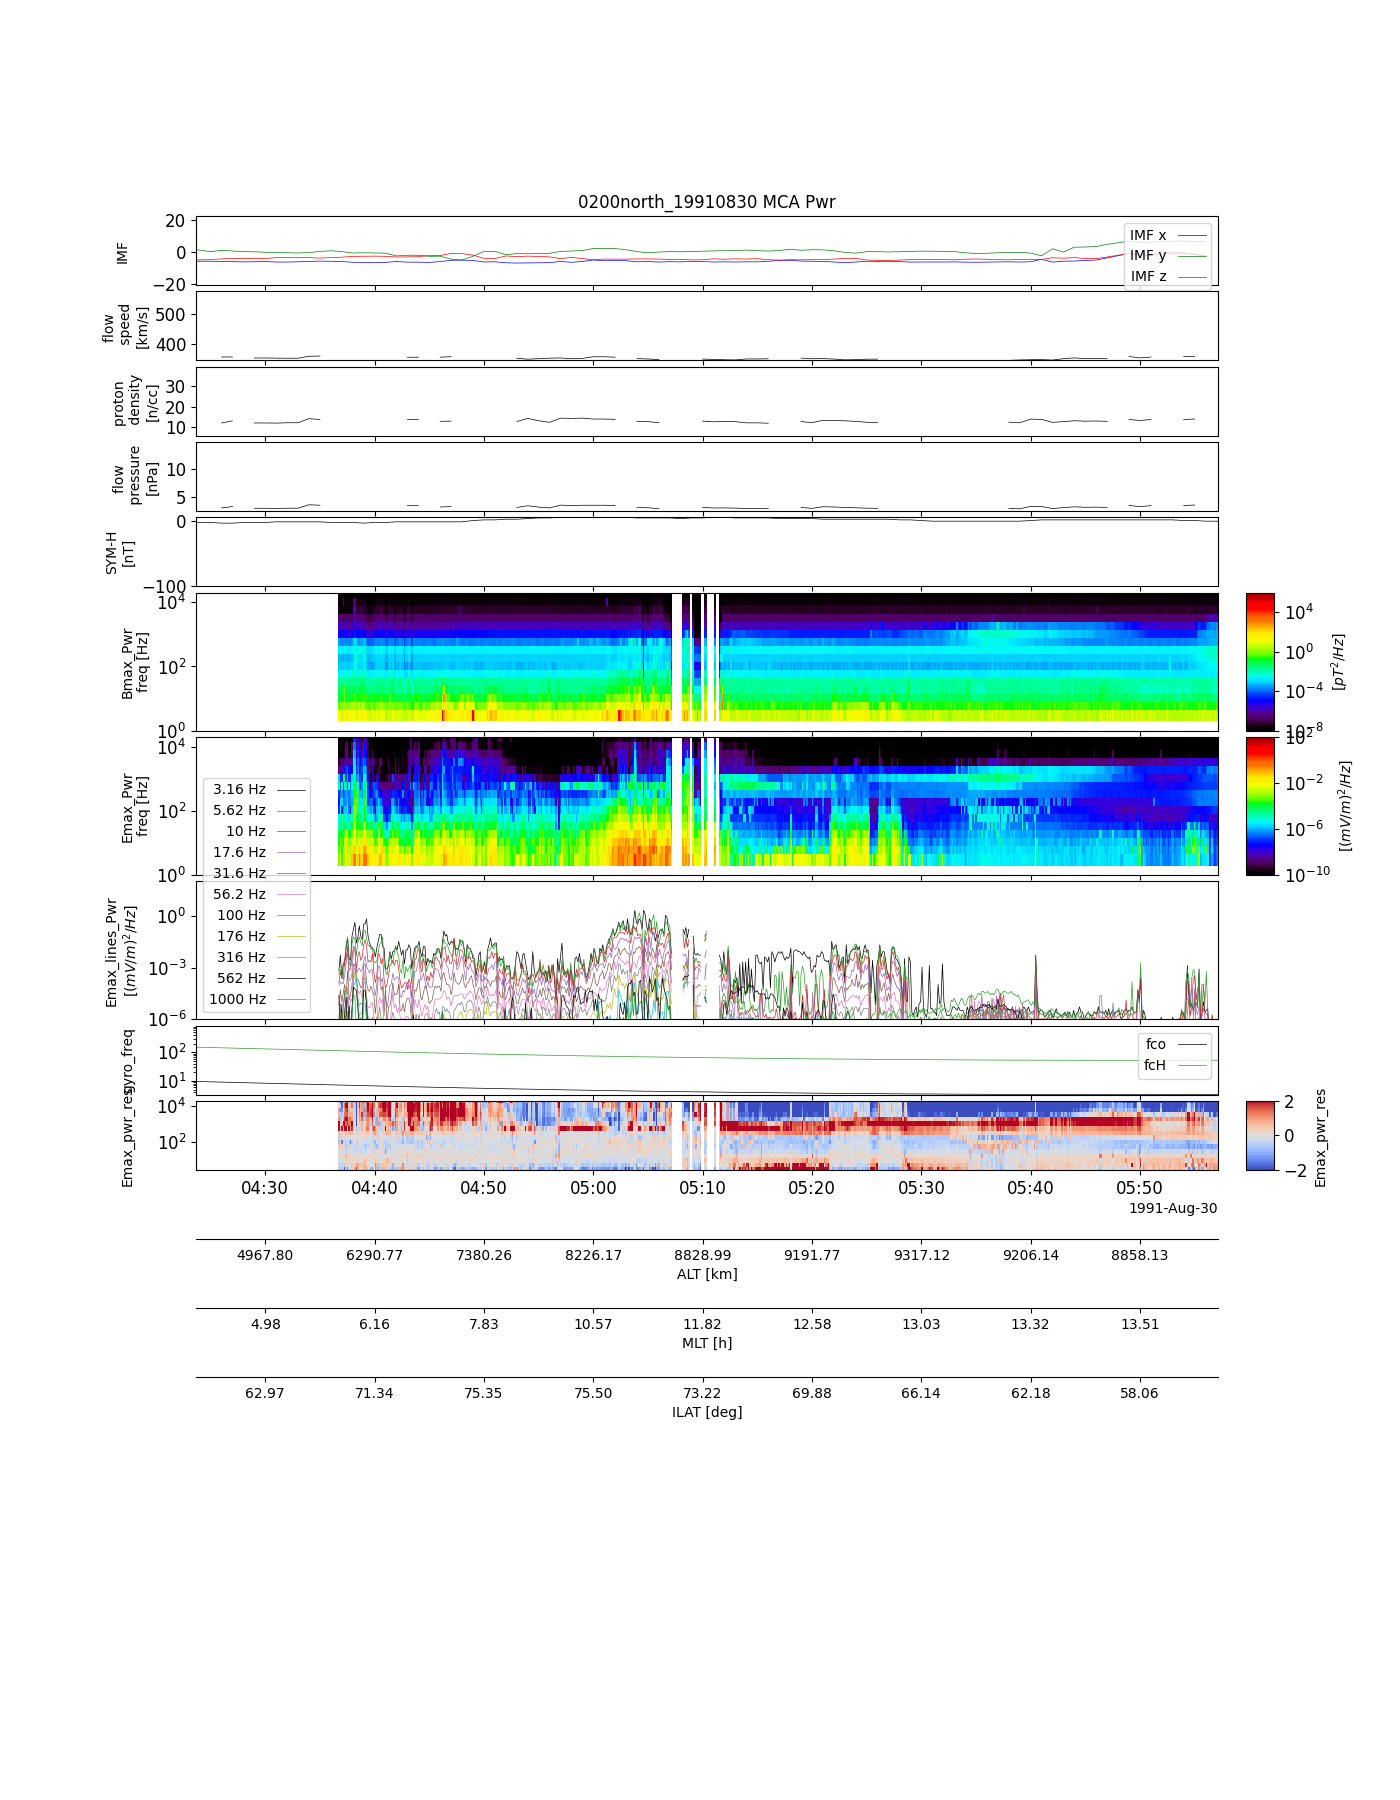 0200north_19910830 MCA Pwr
20
0
−20
IMF
IMF x
IMF y
IMF z
500
400
flow
speed
[km/s]
30
20
10
proton
density
[n/cc]
10
5
flow
pressure
[nPa]
0
−100
SYM-H
[nT]
10^4
10^2
10^0
Bmax_Pwr
freq [Hz]
10^4
10^0
10^−4
10^−8
[pT^2/Hz]
10^4
10^2
10^0
Emax_Pwr
freq [Hz]
10^2
10^−2
10^−6
10^−10
[(mV/m)^2/Hz]
3.16 Hz
5.62 Hz
10 Hz
17.6 Hz
31.6 Hz
56.2 Hz
100 Hz
176 Hz
316 Hz
562 Hz
1000 Hz
10^0
10^−3
10^−6
Emax_lines_Pwr
[(mV/m)^2/Hz]
10^2
10^1
gyro_freq
fco
fcH
10^4
10^2
Emax_pwr_res
2
0
−2
Emax_pwr_res
04:30 04:40 04:50 05:00 05:10 05:20 05:30 05:40 05:50
1991-Aug-30
4967.80 6290.77 7380.26 8226.17 8828.99 9191.77 9317.12 9206.14 8858.13
ALT [km]
4.98 6.16 7.83 10.57 11.82 12.58 13.03 13.32 13.51
MLT [h]
62.97 71.34 75.35 75.50 73.22 69.88 66.14 62.18 58.06
ILAT [deg]